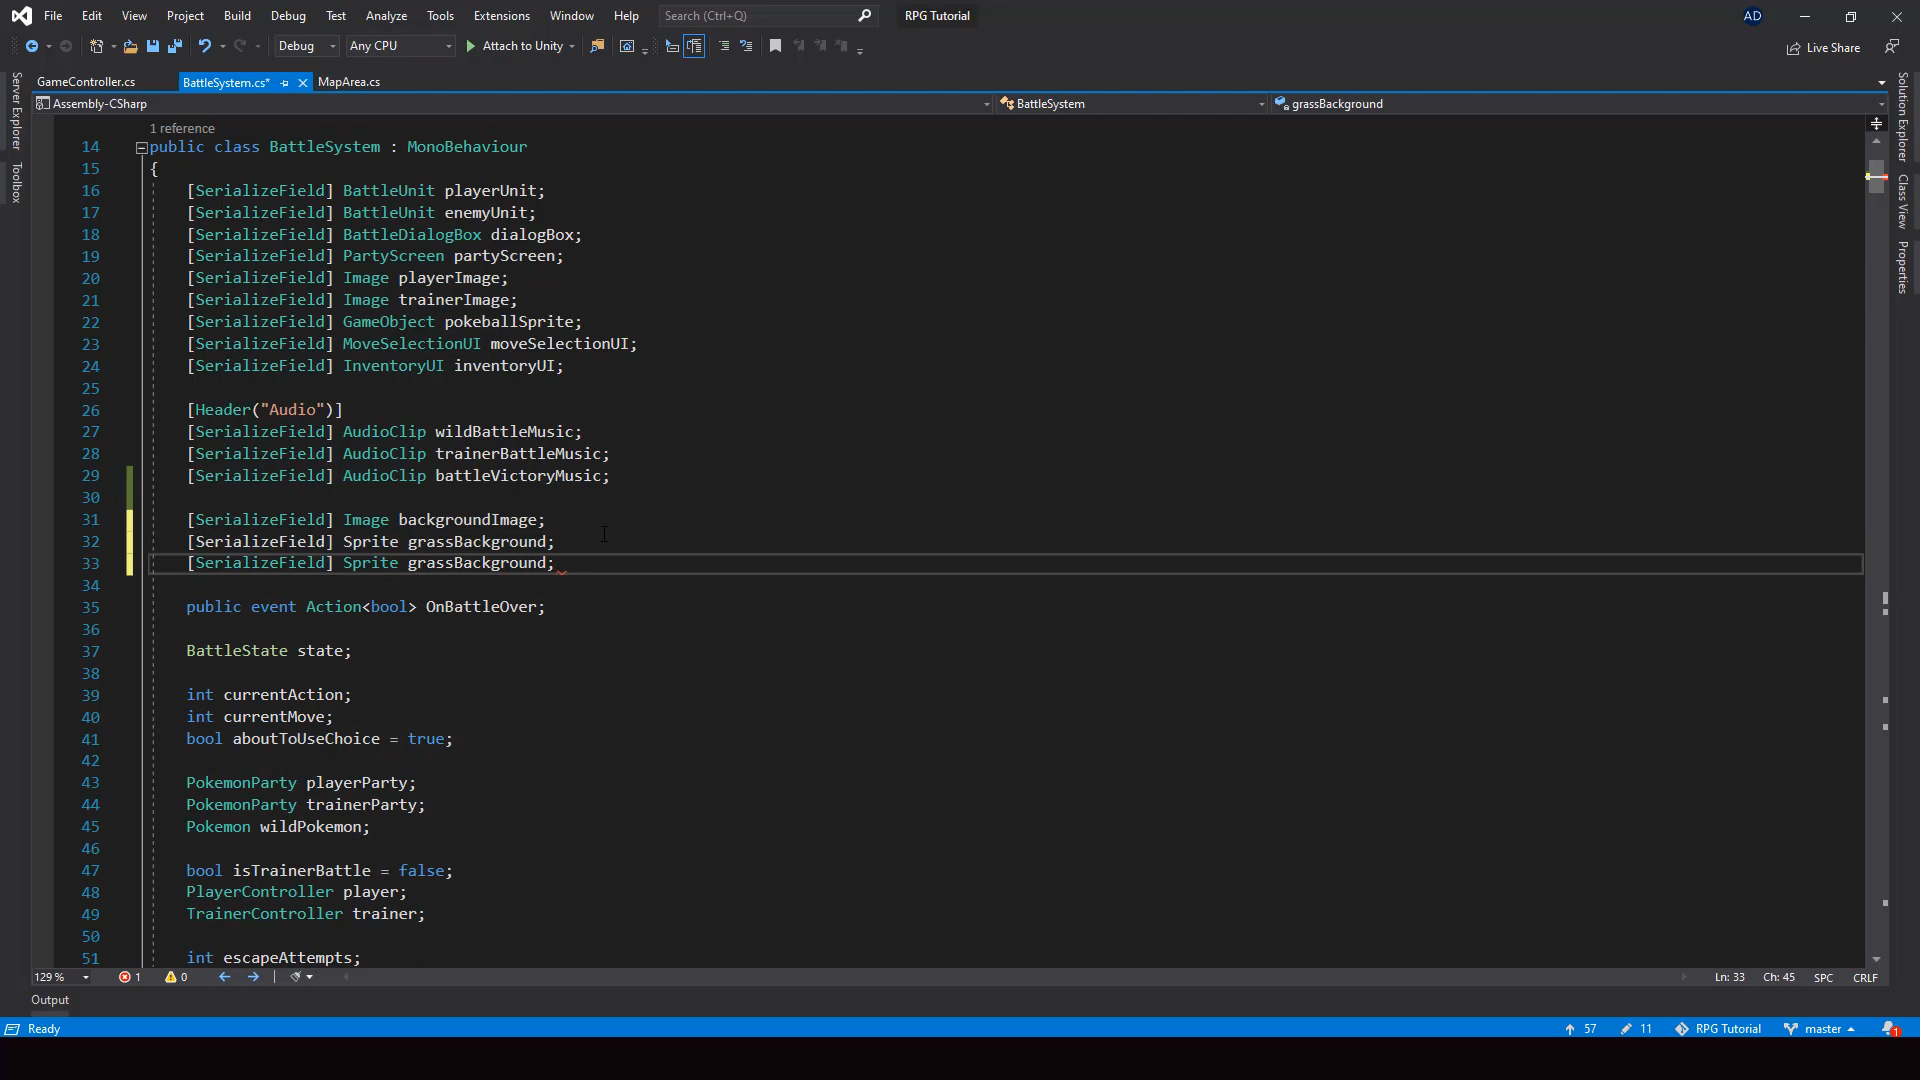 File Edit View Project Build Debug Test Analyze Tools Extensions Window Help Search (Ctrl+Q) RPG Tutorial AD
Debug Any CPU Attach to Unity Live Share
GameController.cs BattleSystem.cs* MapArea.cs
Assembly-CSharp BattleSystem grassBackground
Server Explorer
Toolbox
Solution Explorer
Class View
Properties
1 reference
14 public class BattleSystem : MonoBehaviour
15 {
16 [SerializeField] BattleUnit playerUnit;
17 [SerializeField] BattleUnit enemyUnit;
18 [SerializeField] BattleDialogBox dialogBox;
19 [SerializeField] PartyScreen partyScreen;
20 [SerializeField] Image playerImage;
21 [SerializeField] Image trainerImage;
22 [SerializeField] GameObject pokeballSprite;
23 [SerializeField] MoveSelectionUI moveSelectionUI;
24 [SerializeField] InventoryUI inventoryUI;
25
26 [Header("Audio")]
27 [SerializeField] AudioClip wildBattleMusic;
28 [SerializeField] AudioClip trainerBattleMusic;
29 [SerializeField] AudioClip battleVictoryMusic;
30
31 [SerializeField] Image backgroundImage;
32 [SerializeField] Sprite grassBackground;
33 [SerializeField] Sprite grassBackground;
34
35 public event Action<bool> OnBattleOver;
36
37 BattleState state;
38
39 int currentAction;
40 int currentMove;
41 bool aboutToUseChoice = true;
42
43 PokemonParty playerParty;
44 PokemonParty trainerParty;
45 Pokemon wildPokemon;
46
47 bool isTrainerBattle = false;
48 PlayerController player;
49 TrainerController trainer;
50
51 int escapeAttempts;
129 % 1 0 Ln: 33 Ch: 45 SPC CRLF
Output
Ready 57 11 RPG Tutorial master 1